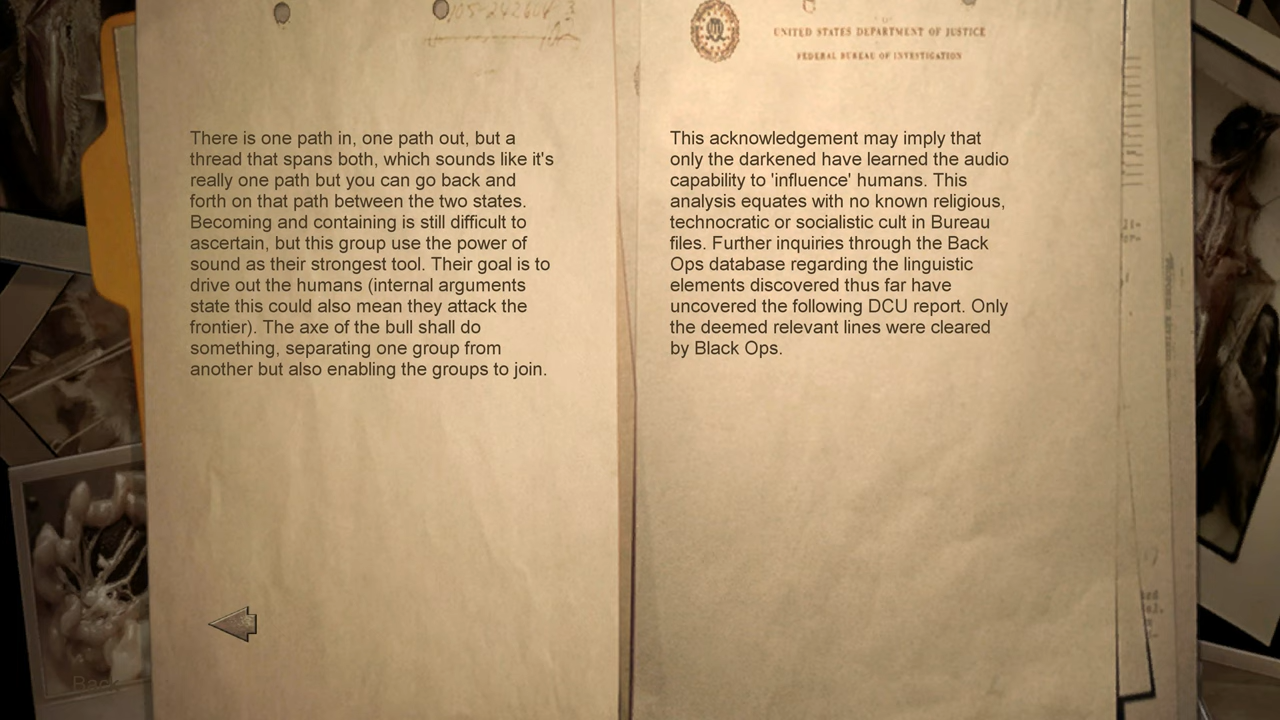 There is one path in, one path out, but a
thread that spans both, which sounds like it's
really one path but you can go back and
forth on that path between the two states.
Becoming and containing is still difficult to
ascertain, but this group use the power of
sound as their strongest tool. Their goal is to
drive out the humans (internal arguments
state this could also mean they attack the
frontier). The axe of the bull shall do
something, separating one group from
another but also enabling the groups to join.
Back
UNITED STATES DEPARTMENT OF JUSTICE
FEDERAL BUREAU OF INVESTIGATION
This acknowledgement may imply that
only the darkened have learned the audio
capability to 'influence' humans. This
analysis equates with no known religious,
technocratic or socialistic cult in Bureau
files. Further inquiries through the Back
Ops database regarding the linguistic
elements discovered thus far have
uncovered the following DCU report. Only
the deemed relevant lines were cleared
by Black Ops.